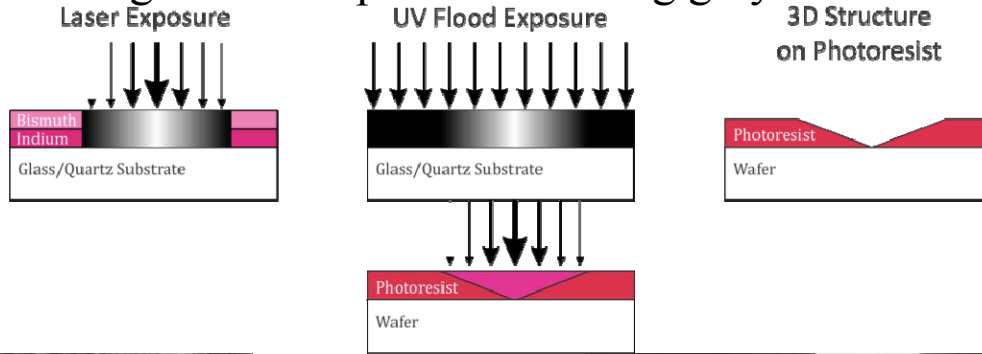 Laser Exposure
Bismuth
Indium
Glass/Quartz Substrate
UV Flood Exposure
Glass/Quartz Substrate
Photoresist
Wafer
3D Structure
on Photoresist
Photoresist
Wafer